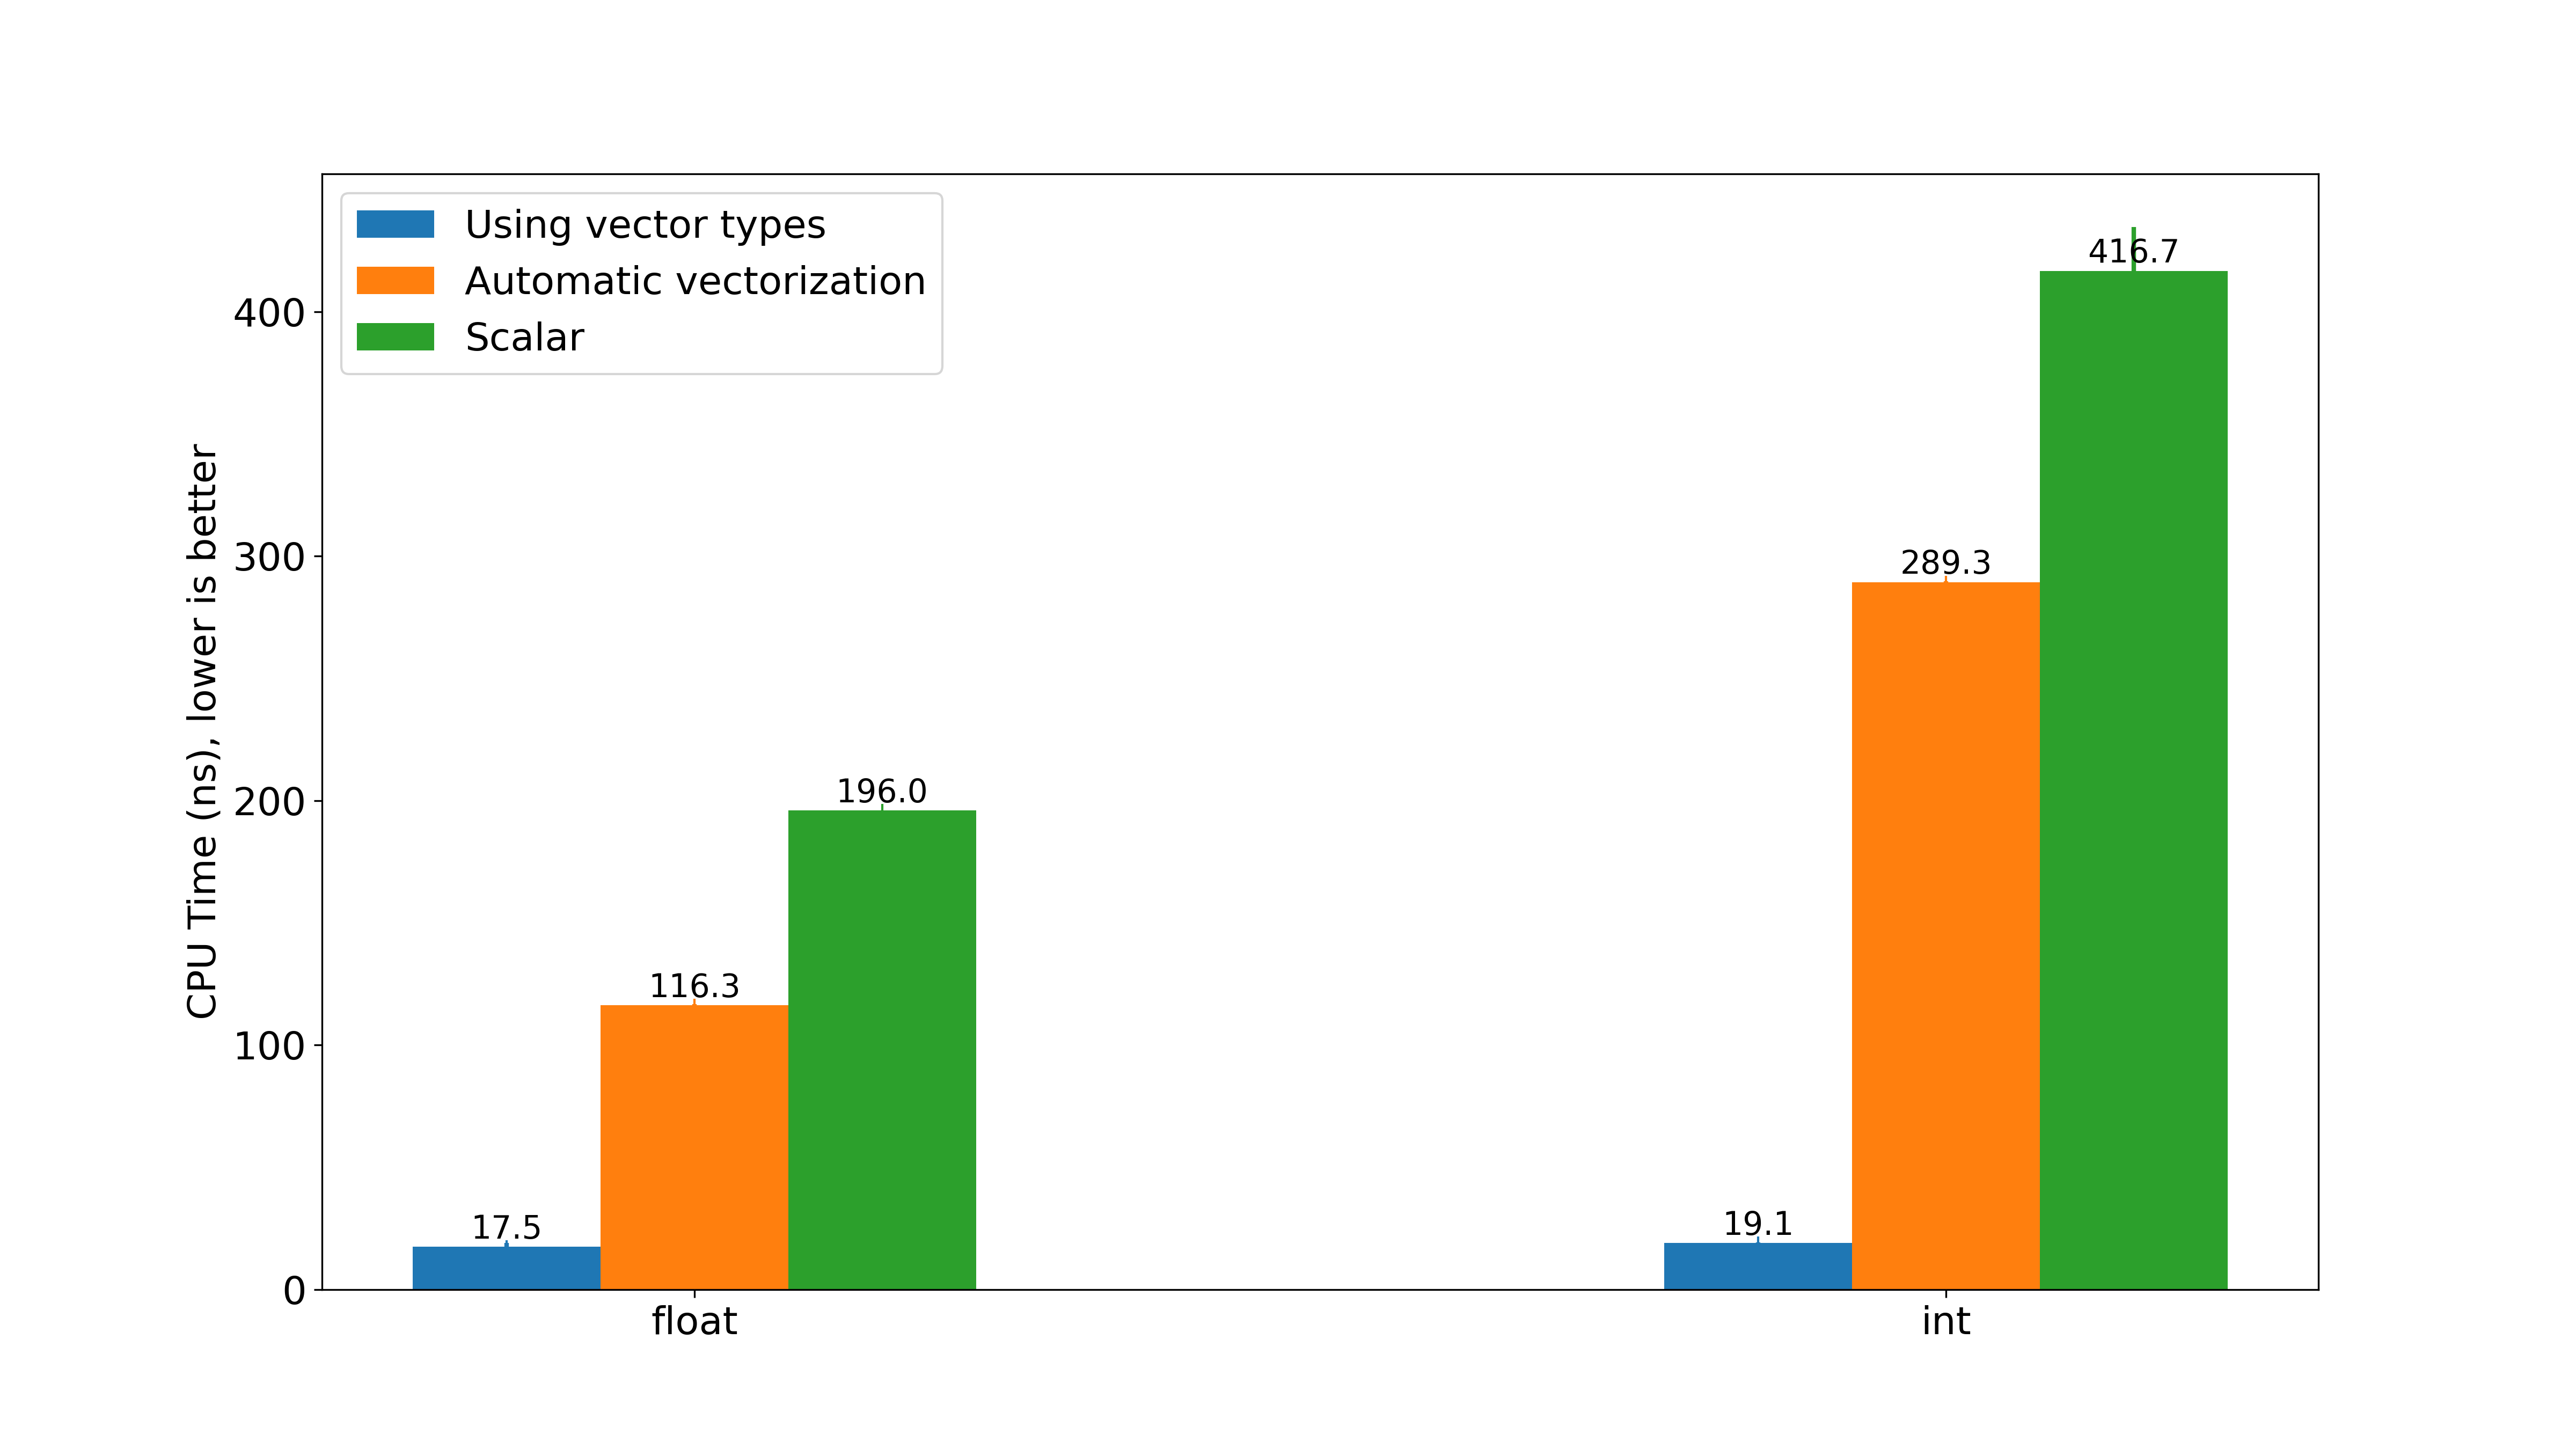 Using vector types
Automatic vectorization
Scalar
CPU Time (ns), lower is better
400
300
200
100
0
416.7
289.3
196.0
116.3
17.5
19.1
float
int